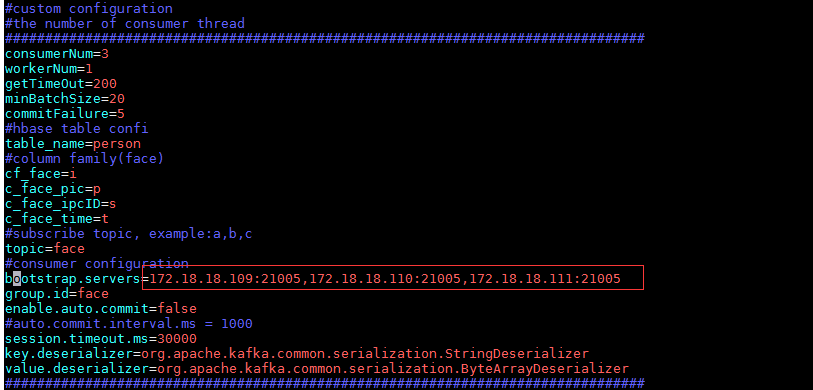 #custom configuration
#the number of consumer thread
################################################################################
consumerNum=3
workerNum=1
getTimeOut=200
minBatchSize=20
commitFailure=5
#hbase table confi
table_name=person
#column family(face)
cf_face=i
c_face_pic=p
c_face_ipcID=s
c_face_time=t
#subscribe topic, example:a,b,c
topic=face
#consumer configuration
bootstrap.servers=172.18.18.109:21005,172.18.18.110:21005,172.18.18.111:21005
group.id=face
enable.auto.commit=false
#auto.commit.interval.ms = 1000
session.timeout.ms=30000
key.deserializer=org.apache.kafka.common.serialization.StringDeserializer
value.deserializer=org.apache.kafka.common.serialization.ByteArrayDeserializer
################################################################################